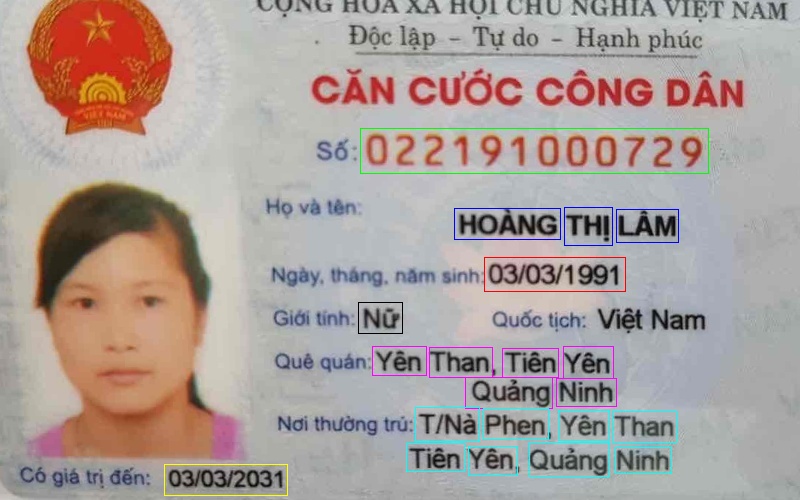 CỘNG HÒA XÃ HỘI CHỦ NGHĨA VIỆT NAM
Độc lập - Tự do - Hạnh phúc
CĂN CƯỚC CÔNG DÂN
Số: 022191000729
Họ và tên:
HOÀNG THỊ LÂM
Ngày, tháng, năm sinh: 03/03/1991
Giới tính: Nữ Quốc tịch: Việt Nam
Quê quán: Yên Than, Tiên Yên
Quảng Ninh
Nơi thường trú: T/Nà Phen, Yên Than
Tiên Yên, Quảng Ninh
Có giá trị đến: 03/03/2031
VIỆT NAM